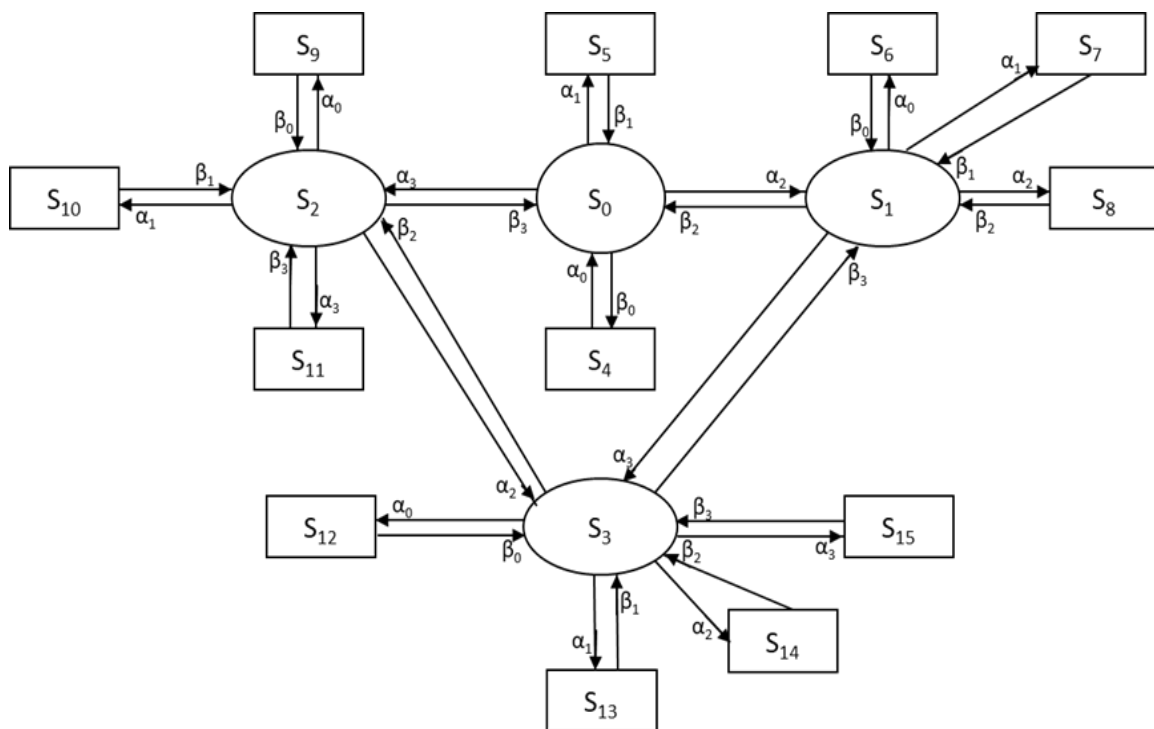 S₉ S₅ S₆ S₇
α₁
β₀ α₀ α₁ β₁ β₀ α₀
β₁ α₃ α₂ β₁ α₂
S₁₀ S₂ S₀ S₁ S₈
α₁ β₂ β₃ β₂ β₂
β₃ α₃ α₀ β₀ β₃
S₁₁ S₄
α₂ α₃
α₀ β₃
S₁₂ S₃ S₁₅
β₀ β₂ α₃
β₁
α₁ α₂ S₁₄
S₁₃